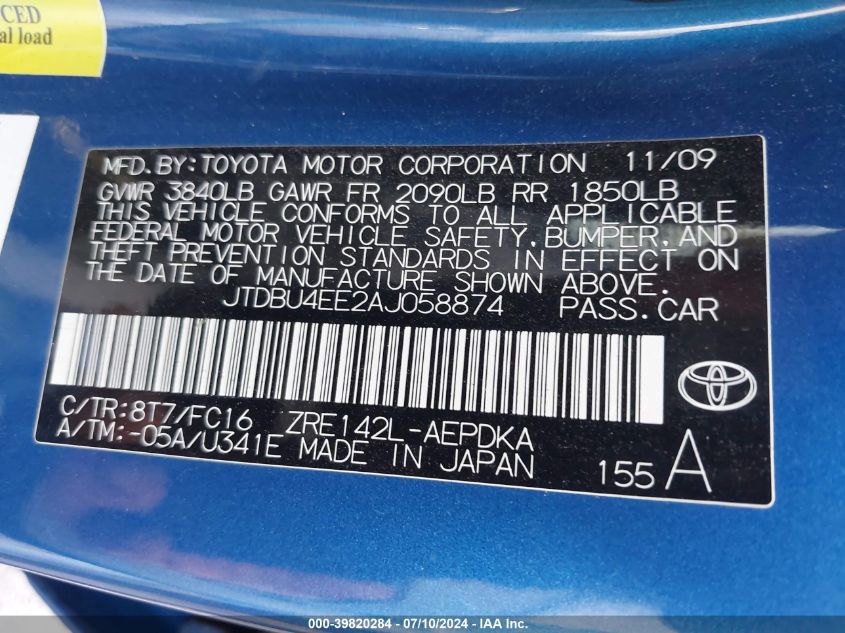 CED
al load
MFD.BY:TOYOTA MOTOR CORPORATION 11/09
GVWR 3840LB GAWR FR 2090LB RR 1850LB
THIS VEHICLE CONFORMS TO ALL APPLICABLE
FEDERAL MOTOR VEHICLE SAFETY,BUMPER,AND
THEFT PREVENTION STANDARDS IN EFFECT ON
THE DATE OF MANUFACTURE SHOWN ABOVE.
JTDBU4EE2AJ058874 PASS.CAR
C/TR:8T7/FC16 ZRE142L-AEPDKA
A/TM:-05A/U341E MADE IN JAPAN 155 A
000-39820284 - 07/10/2024 - IAA Inc.